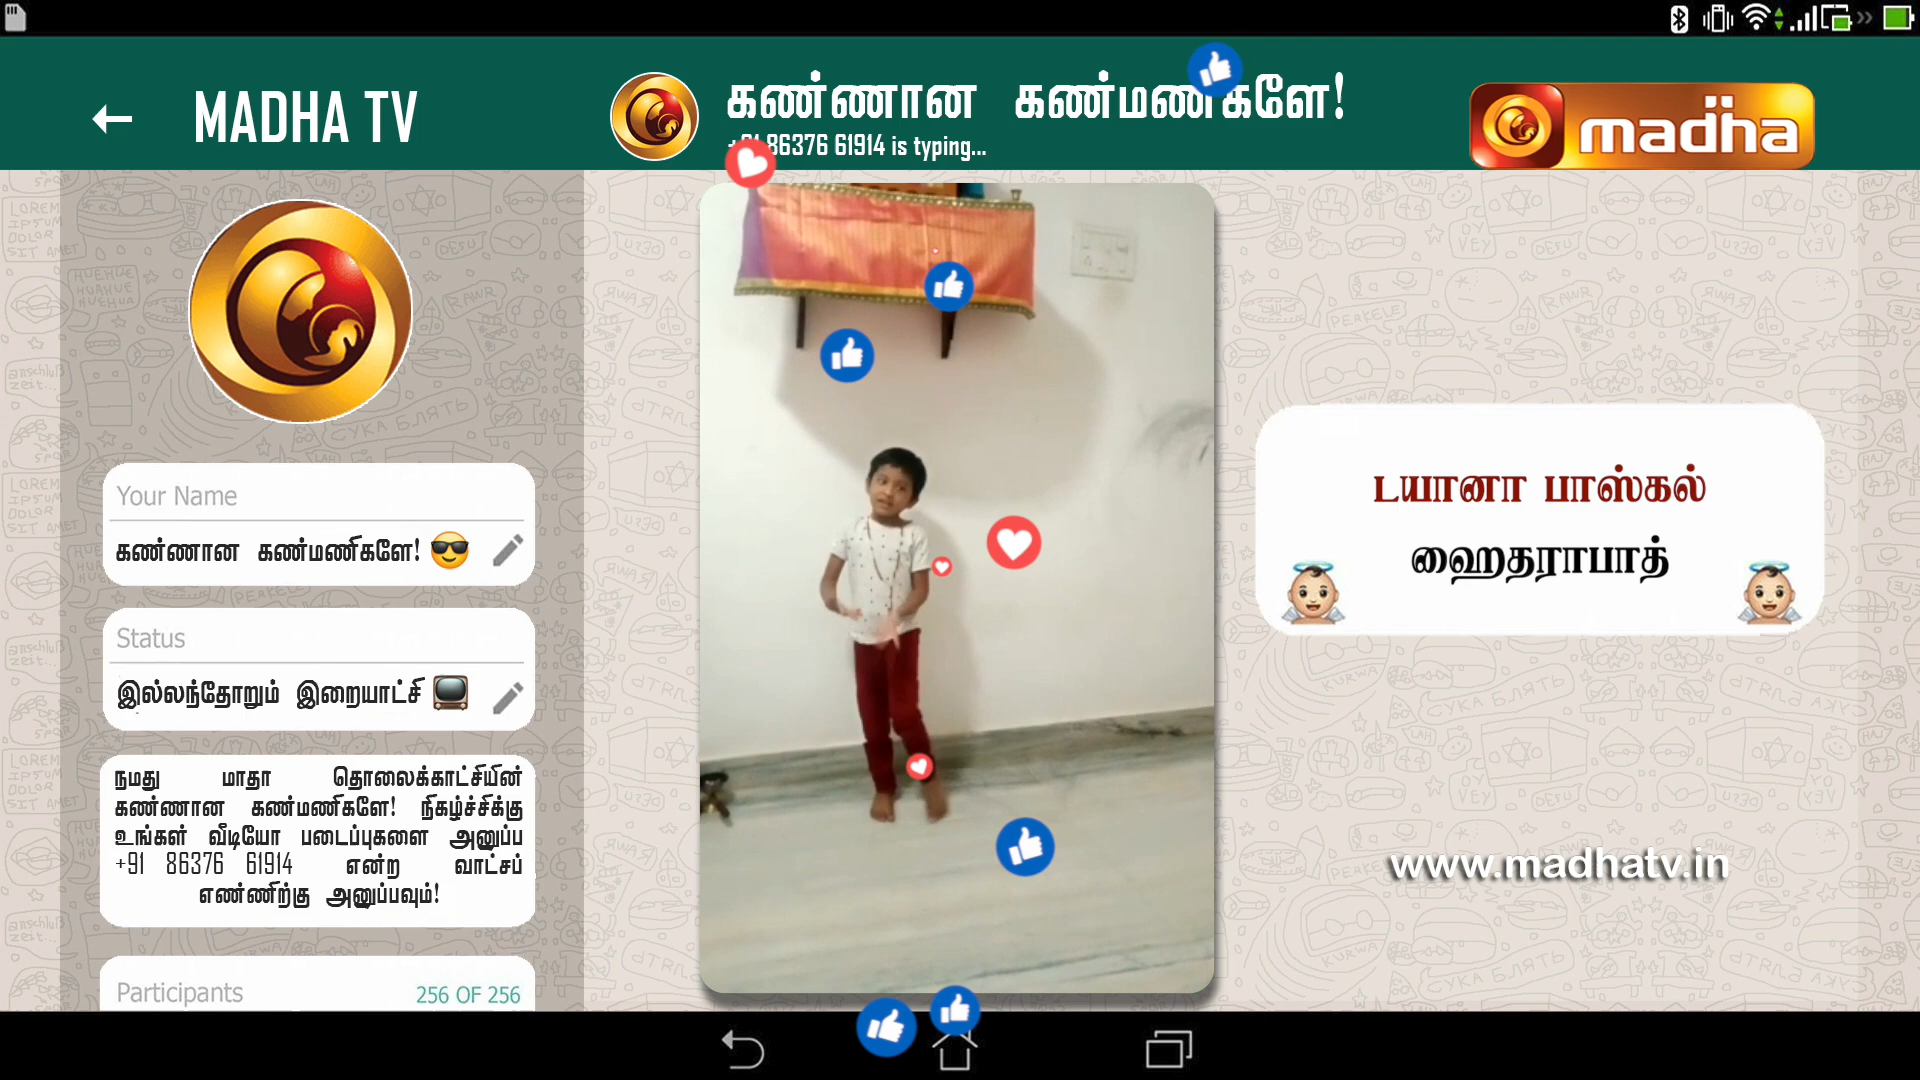 MADHA TV
கண்ணான கண்மணிகளே!
86376 61914 is typing...
madha
Your Name
கண்ணான கண்மணிகளே! 😎
Status
இல்லந்தோறும் இறையாட்சி 📺
நமது மாதா தொலைக்காட்சியின்
கண்ணான கண்மணிகளே! நிகழ்ச்சிக்கு
உங்கள் வீடியோ படைப்புகளை அனுப்ப
+91 86376 61914 என்ற வாட்சப்
எண்ணிற்கு அனுப்பவும்!
Participants
256 OF 256
டயானா பாஸ்கல்
ஹைதராபாத்
www.madhatv.in